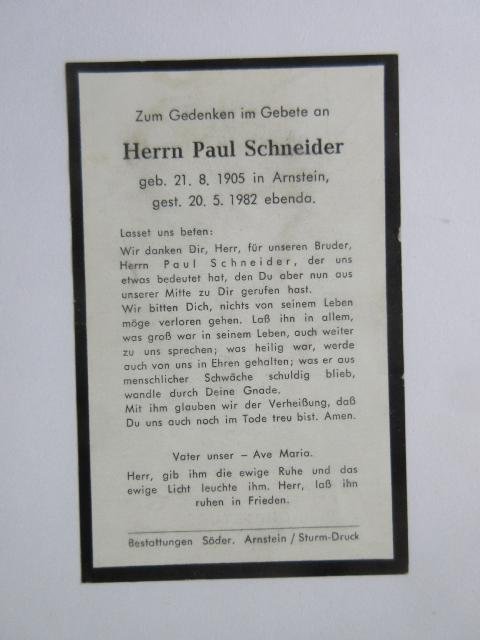 Zum Gedenken im Gebete an
Herrn Paul Schneider
geb. 21. 8. 1905 in Arnstein,
gest. 20. 5. 1982 ebenda.
Lasset uns beten:
Wir danken Dir, Herr, für unseren Bruder,
Herrn Paul Schneider, der uns
etwas bedeutet hat, den Du aber nun aus
unserer Mitte zu Dir gerufen hast.
Wir bitten Dich, nichts von seinem Leben
möge verloren gehen. Laß ihn in allem,
was groß war in seinem Leben, auch weiter
zu uns sprechen; was heilig war, werde
auch von uns in Ehren gehalten; was er aus
menschlicher Schwäche schuldig blieb,
wandle durch Deine Gnade.
Mit ihm glauben wir der Verheißung, daß
Du uns auch noch im Tode treu bist. Amen.
Vater unser – Ave Maria.
Herr, gib ihm die ewige Ruhe und das
ewige Licht leuchte ihm. Herr, laß ihn
ruhen in Frieden.
Bestattungen Söder. Arnstein / Sturm-Druck